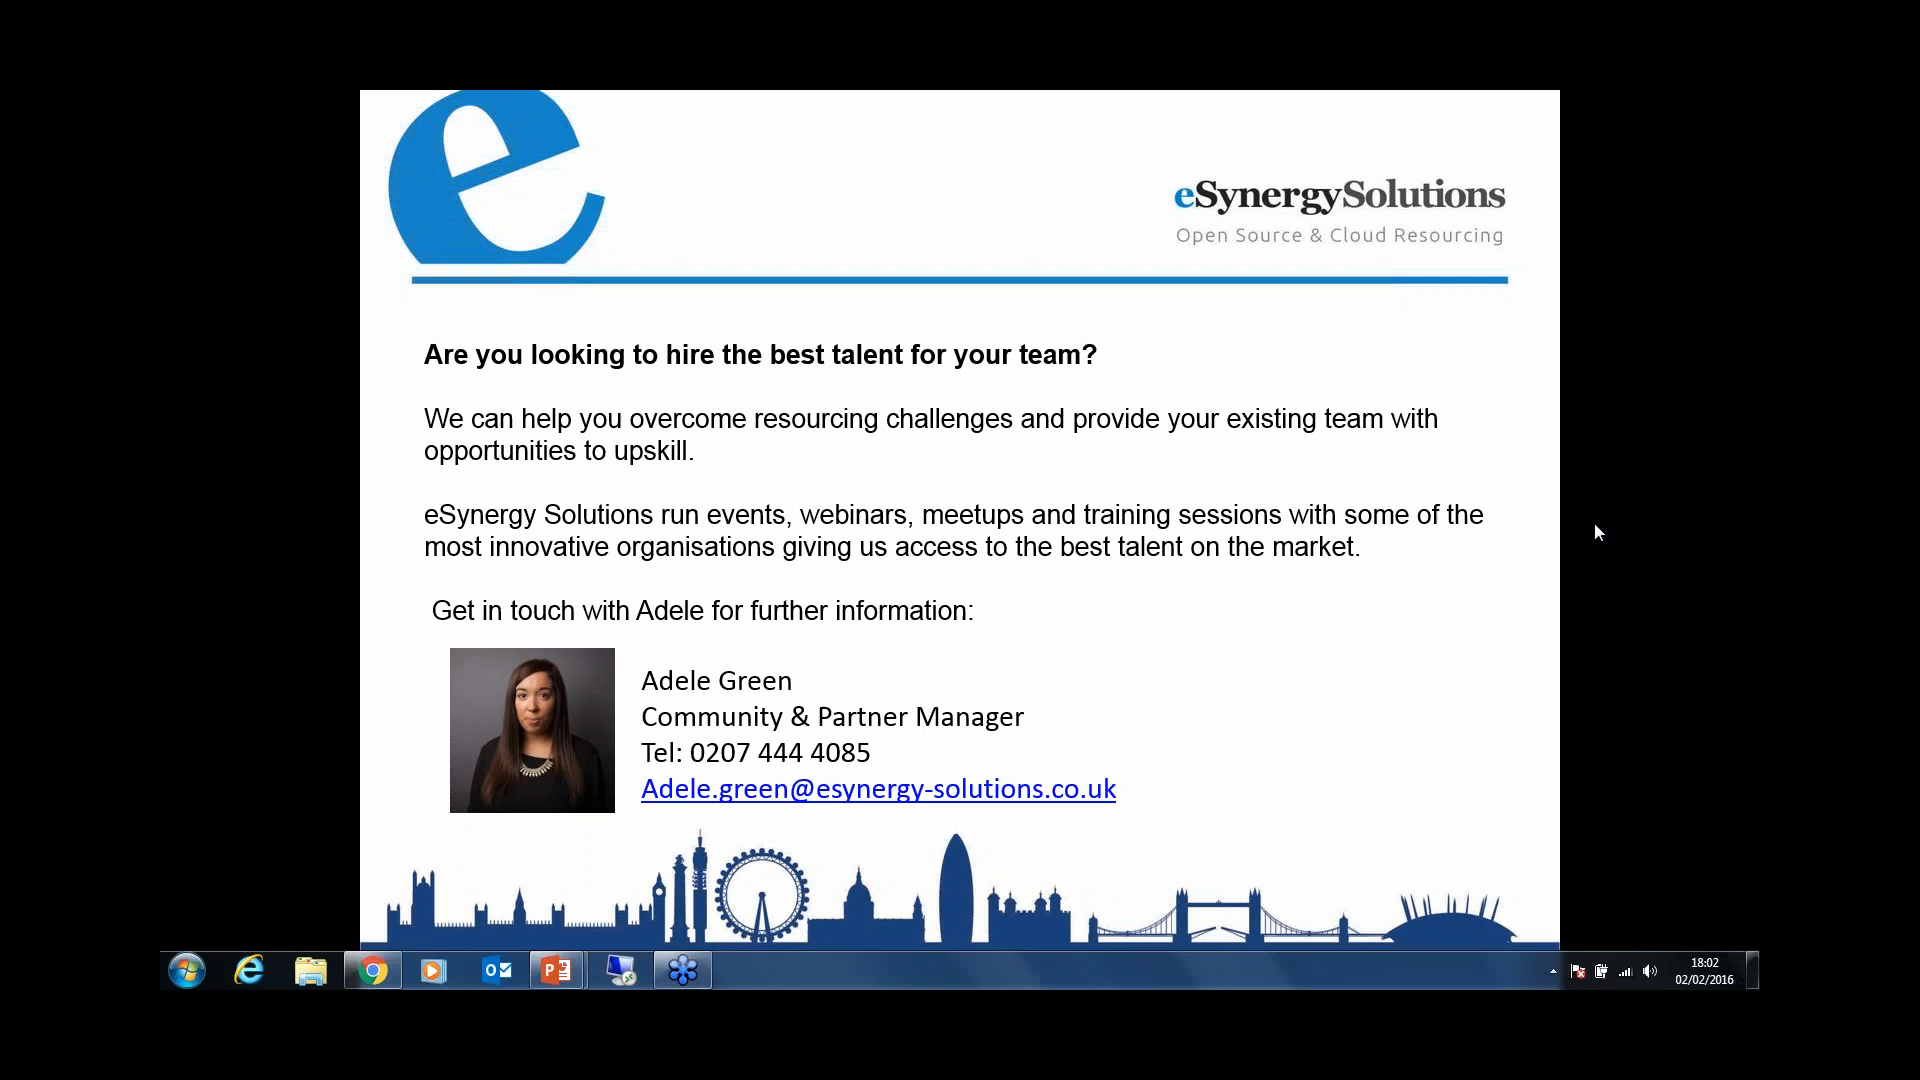 e
eSynergySolutions
Open Source & Cloud Resourcing
Are you looking to hire the best talent for your team?
We can help you overcome resourcing challenges and provide your existing team with
opportunities to upskill.
eSynergy Solutions run events, webinars, meetups and training sessions with some of the
most innovative organisations giving us access to the best talent on the market.
Get in touch with Adele for further information:
Adele Green
Community & Partner Manager
Tel: 0207 444 4085
Adele.green@esynergy-solutions.co.uk
18:02
02/02/2016